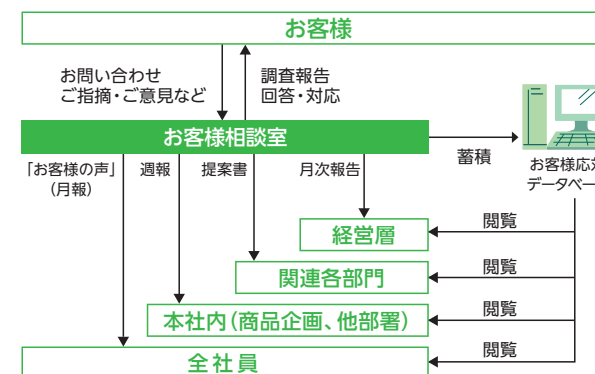 お客様
お問い合わせ
ご指摘・ご意見など
調査報告
回答・対応
お客様相談室
蓄積
お客様応
データベー
「お客様の声」
(月報)
週報
提案書
月次報告
経営層
閲覧
関連各部門
閲覧
本社内(商品企画、他部署)
閲覧
全社員
閲覧